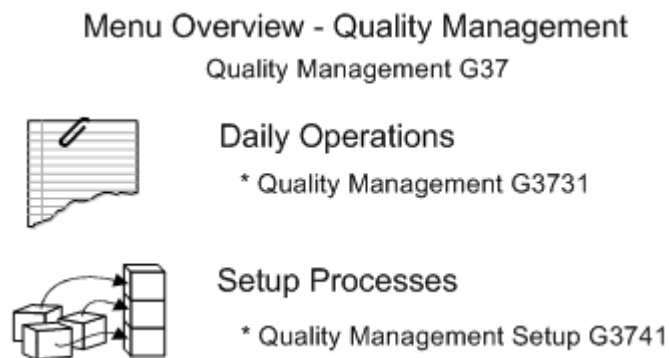 Menu Overview - Quality Management
Quality Management G37
Daily Operations
* Quality Management G3731
Setup Processes
* Quality Management Setup G3741